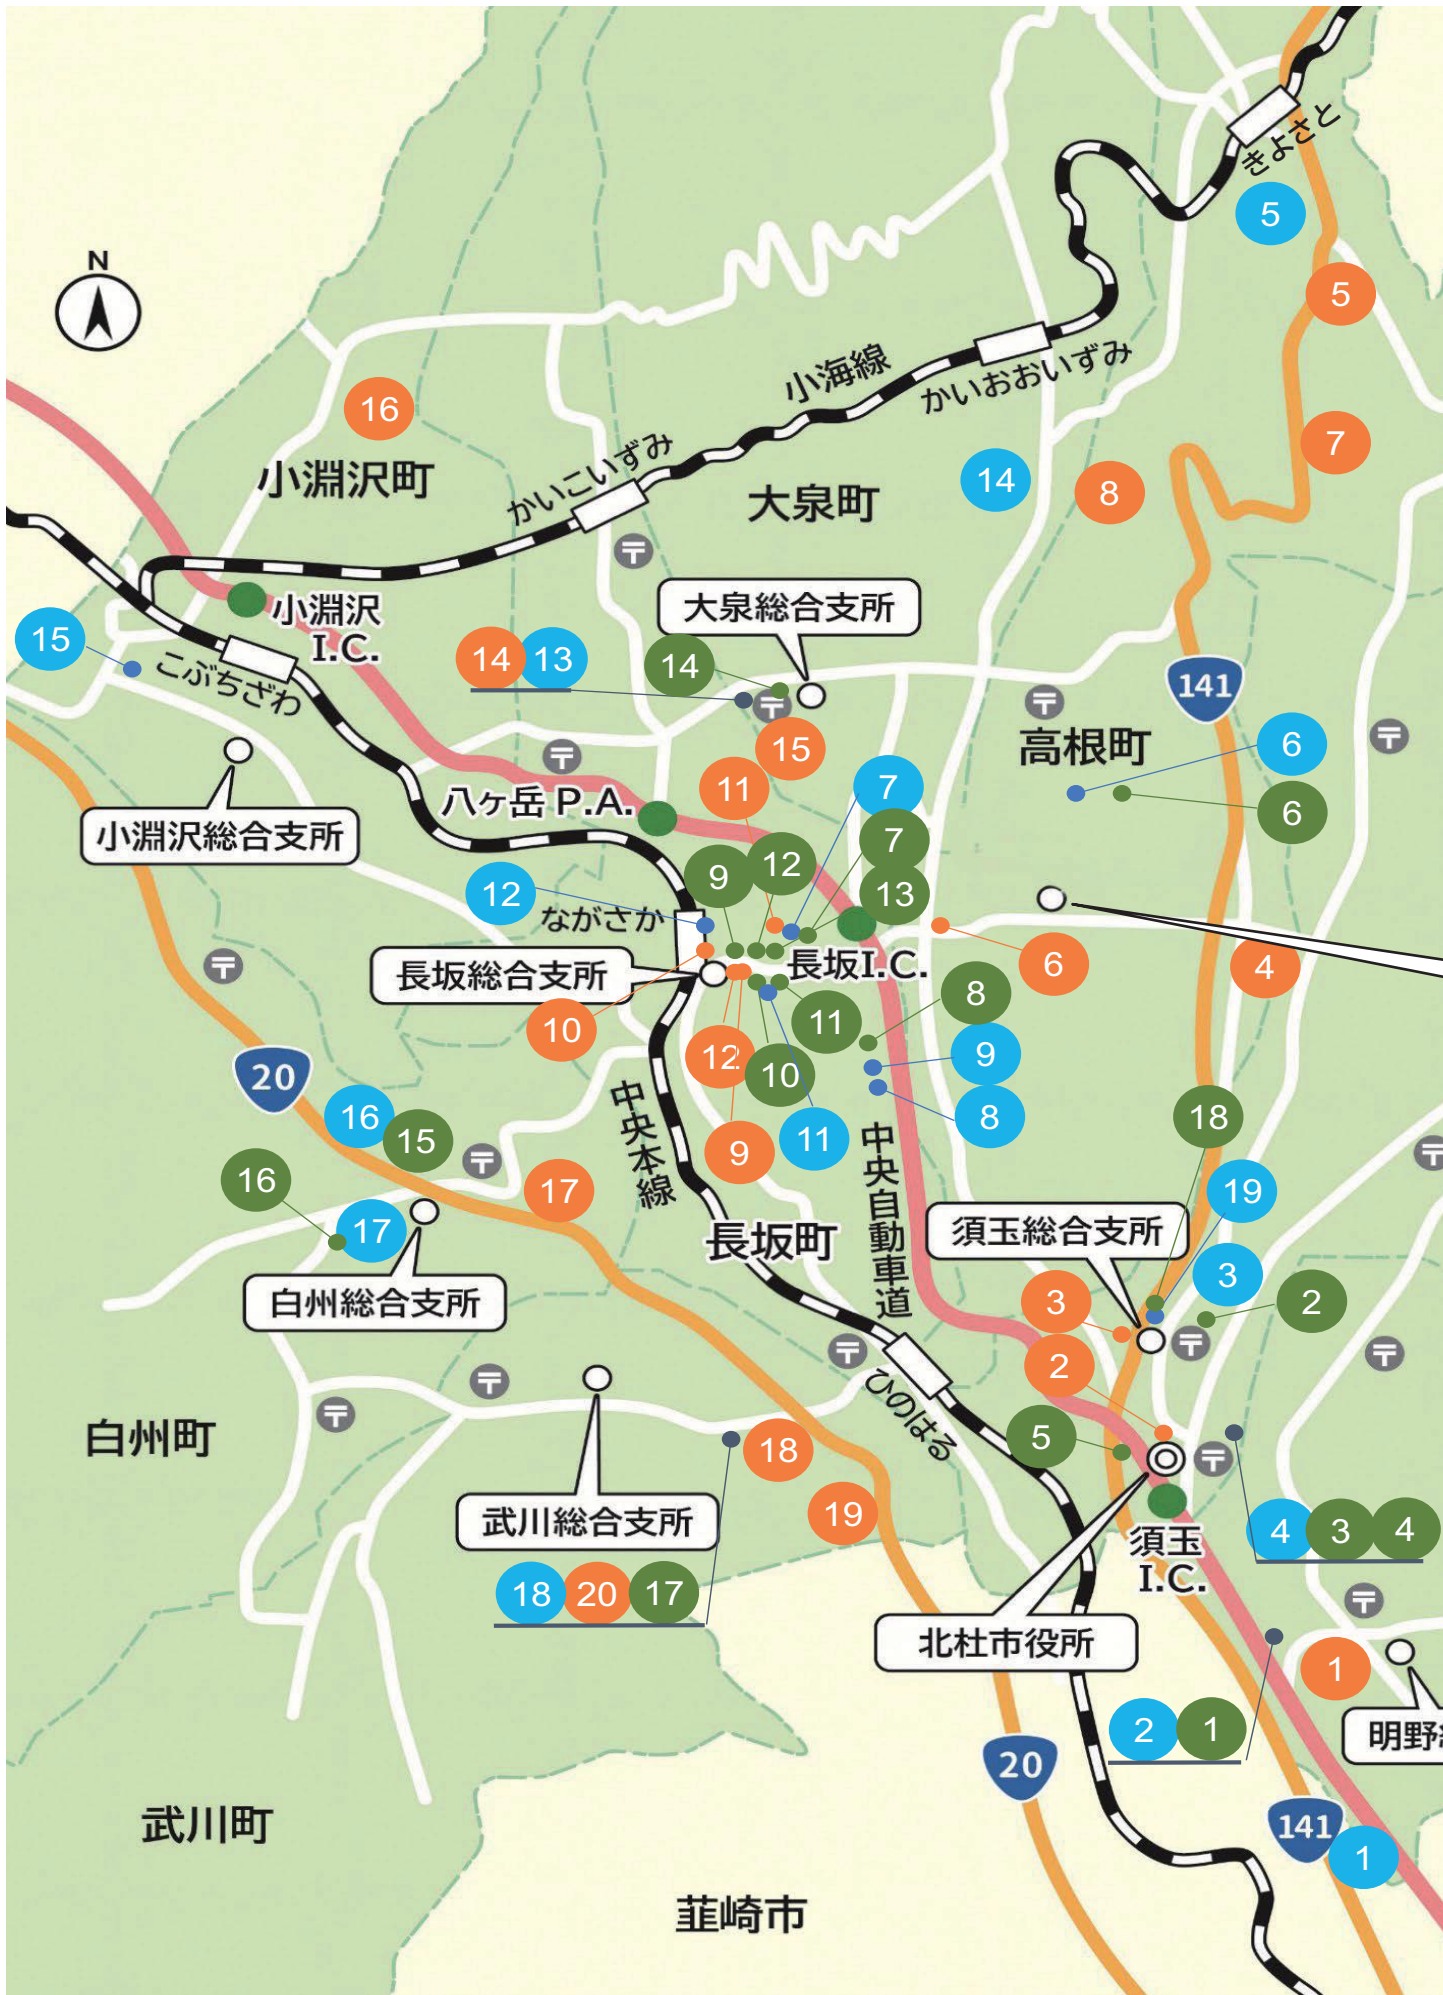 きよさと
5
N
5
小海線
かいおおいずみ
16
7
小淵沢町
かいこいずみ
大泉町
14
8
小淵沢
I.C.
大泉総合支所
15
こぶちざわ
14 13
14
141
高根町
15
6
11
7
八ヶ岳 P.A.
6
小淵沢総合支所
7
9
12
12
13
ながさか
長坂総合支所
長坂I.C.
6
4
8
10
11
12
10
9
20
中央本線
8
16
15
9
11
中央自動車道
18
16
17
19
17
長坂町
須玉総合支所
3
白州総合支所
3
2
2
白州町
ひのはる
5
18
武川総合支所
19
須玉
I.C.
4 3 4
18 20 17
北杜市役所
1
2 1
明野
20
武川町
141
1
韮崎市